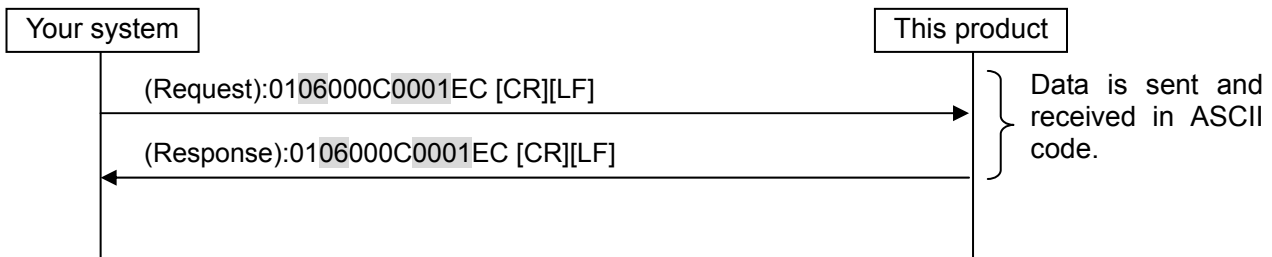 Your system
This product
(Request):0106000C0001EC [CR][LF]
(Response):0106000C0001EC [CR][LF]
Data is sent and
received in ASCII
code.